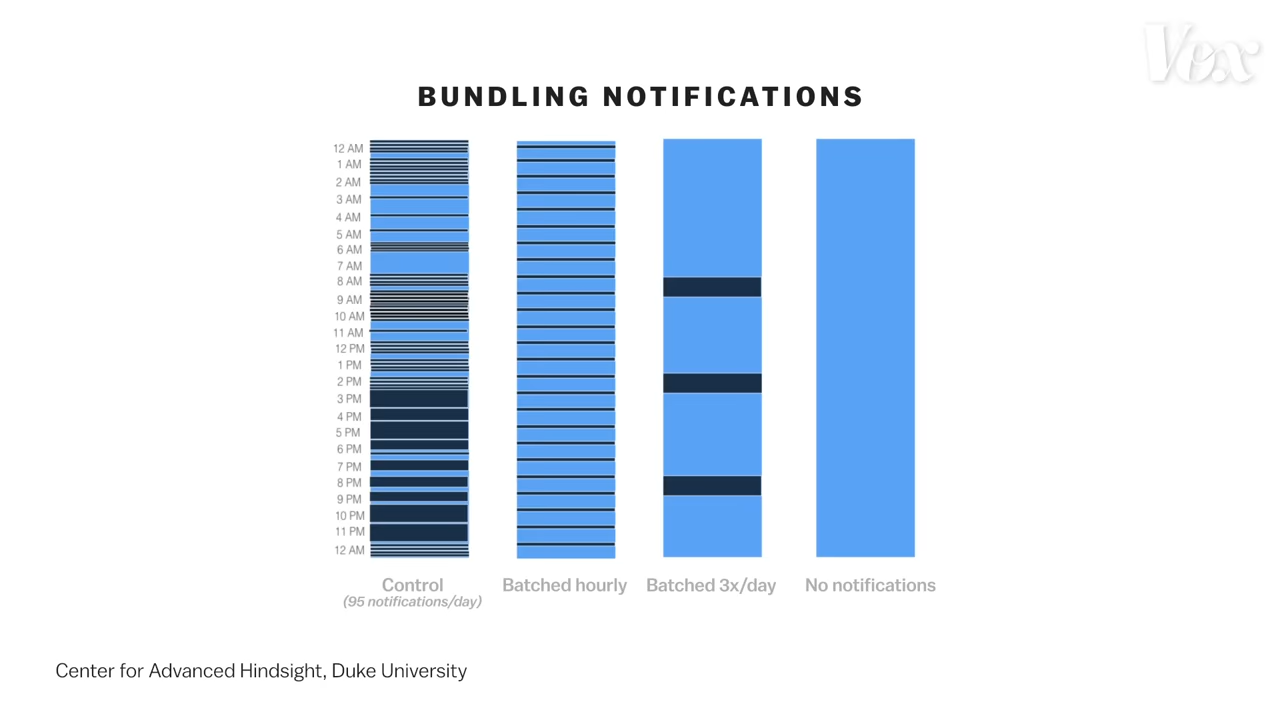 Vox
BUNDLING NOTIFICATIONS
12 AM
1 AM
2 AM
3 AM
4 AM
5 AM
6 AM
7 AM
8 AM
9 AM
10 AM
11 AM
12 PM
1 PM
2 PM
3 PM
4 PM
5 PM
6 PM
7 PM
8 PM
9 PM
10 PM
11 PM
12 AM
Control
(95 notifications/day)
Batched hourly
Batched 3x/day
No notifications
Center for Advanced Hindsight, Duke University